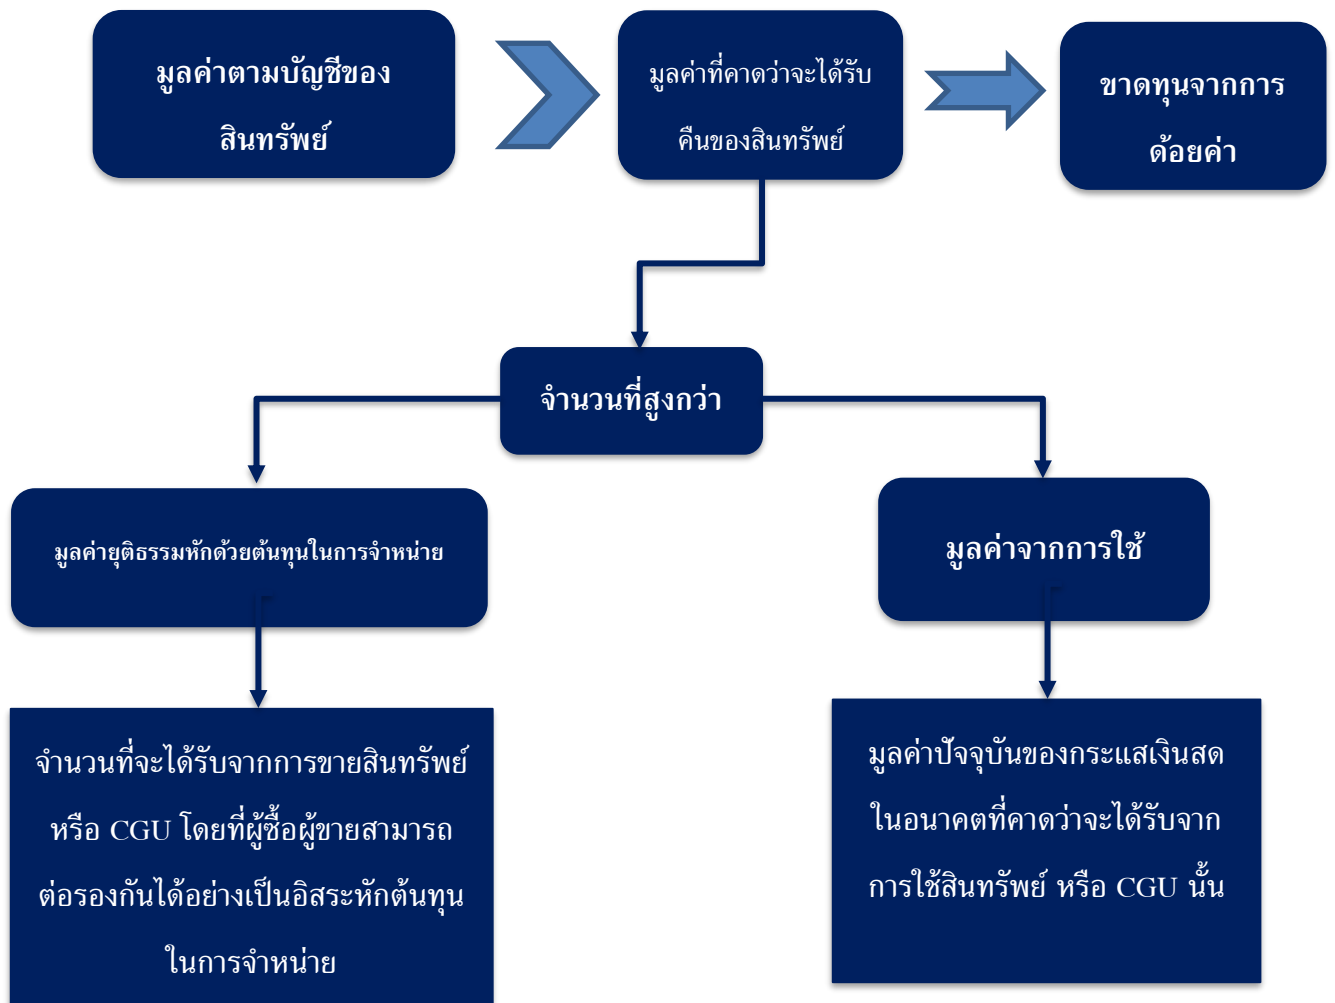 มูลค่าตามบัญชีของ
สินทรัพย์
มูลค่าที่คาดว่าจะได้รับ
คืนของสินทรัพย์
ขาดทุนจากการ
ด้อยค่า
จำนวนที่สูงกว่า
มูลค่ายุติธรรมหักด้วยต้นทุนในการจำหน่าย
มูลค่าจากการใช้
จำนวนที่จะได้รับจากการขายสินทรัพย์
หรือ CGU โดยที่ผู้ซื้อผู้ขายสามารถ
ต่อรองกันได้อย่างเป็นอิสระหักต้นทุน
ในการจำหน่าย
มูลค่าปัจจุบันของกระแสเงินสด
ในอนาคตที่คาดว่าจะได้รับจาก
การใช้สินทรัพย์ หรือ CGU นั้น